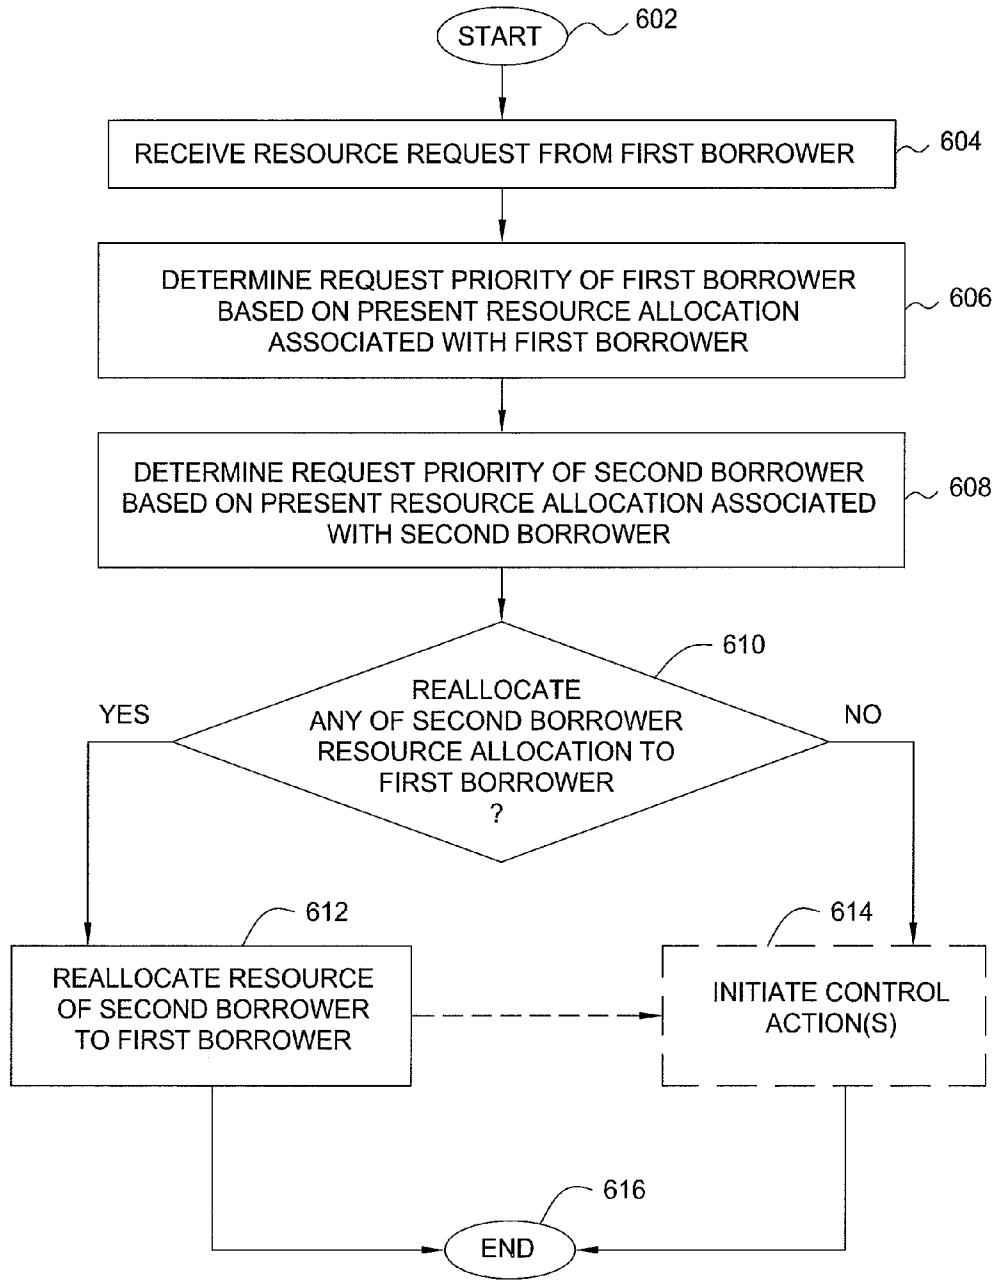 START
602
RECEIVE RESOURCE REQUEST FROM FIRST BORROWER
604
DETERMINE REQUEST PRIORITY OF FIRST BORROWER
BASED ON PRESENT RESOURCE ALLOCATION
ASSOCIATED WITH FIRST BORROWER
606
DETERMINE REQUEST PRIORITY OF SECOND BORROWER
BASED ON PRESENT RESOURCE ALLOCATION ASSOCIATED
WITH SECOND BORROWER
608
610
REALLOCATE
ANY OF SECOND BORROWER
RESOURCE ALLOCATION TO
FIRST BORROWER
?
YES
NO
612
REALLOCATE RESOURCE
OF SECOND BORROWER
TO FIRST BORROWER
614
INITIATE CONTROL
ACTION(S)
616
END